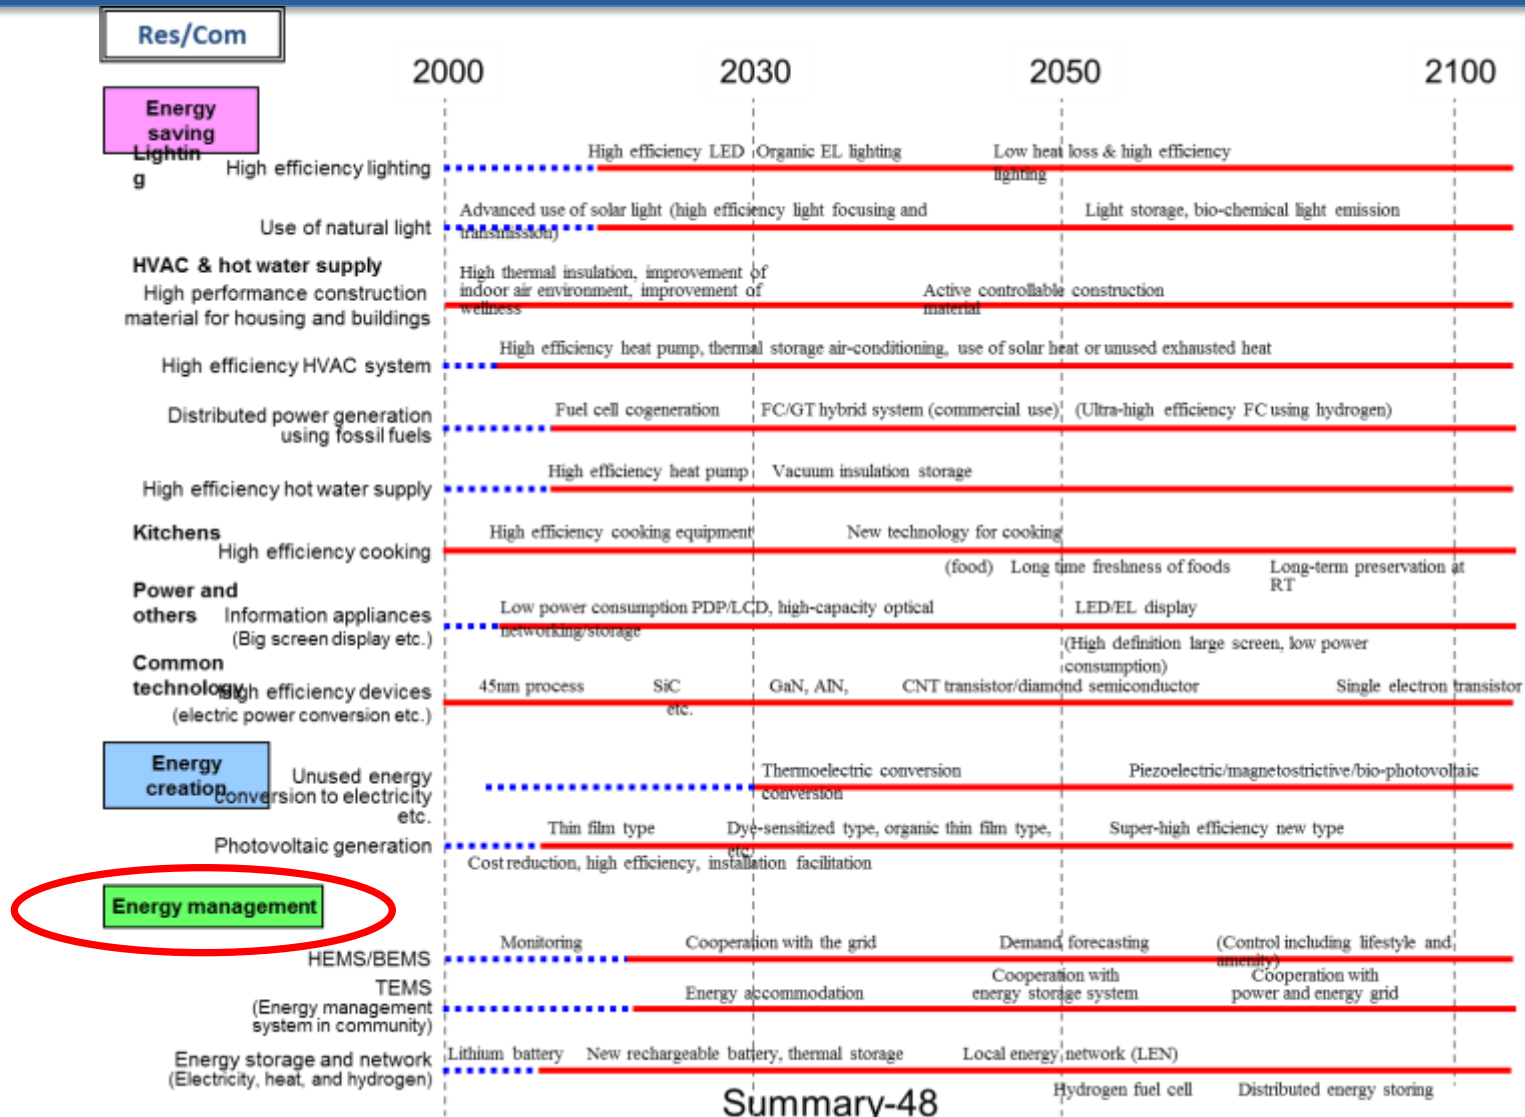 Res/Com
2000 2030 2050 2100
Energy
saving
Lightin
g
High efficiency lighting
High efficiency LED Organic EL lighting Low heat loss & high efficiency
lighting
Use of natural light
Advanced use of solar light (high efficiency light focusing and
transmission)
Light storage, bio-chemical light emission
HVAC & hot water supply
High performance construction
material for housing and buildings
High thermal insulation, improvement of
indoor air environment, improvement of
wellness
Active controllable construction
material
High efficiency HVAC system
High efficiency heat pump, thermal storage air-conditioning, use of solar heat or unused exhausted heat
Distributed power generation
using fossil fuels
Fuel cell cogeneration FC/GT hybrid system (commercial use) (Ultra-high efficiency FC using hydrogen)
High efficiency hot water supply
High efficiency heat pump Vacuum insulation storage
Kitchens
High efficiency cooking
High efficiency cooking equipment New technology for cooking
(food) Long time freshness of foods Long-term preservation at
RT
Power and
others
Information appliances
(Big screen display etc.)
Low power consumption PDP/LCD, high-capacity optical
networking/storage
LED/EL display
(High definition large screen, low power
consumption)
Common
technology
High efficiency devices
(electric power conversion etc.)
45nm process SiC GaN, AlN, CNT transistor/diamond semiconductor Single electron transistor
etc.
Energy
creation
Unused energy
conversion to electricity
etc.
Thermoelectric conversion
conversion
Piezoelectric/magnetostrictive/bio-photovoltaic
Photovoltaic generation
Thin film type Dye-sensitized type, organic thin film type,
etc.
Super-high efficiency new type
Cost reduction, high efficiency, installation facilitation
Energy management
HEMS/BEMS
Monitoring Cooperation with the grid Demand forecasting (Control including lifestyle and
amenity)
TEMS
(Energy management
system in community)
Energy accommodation
Cooperation with
energy storage system
Cooperation with
power and energy grid
Energy storage and network
(Electricity, heat, and hydrogen)
Lithium battery New rechargeable battery, thermal storage Local energy network (LEN)
Hydrogen fuel cell Distributed energy storing
Summary-48